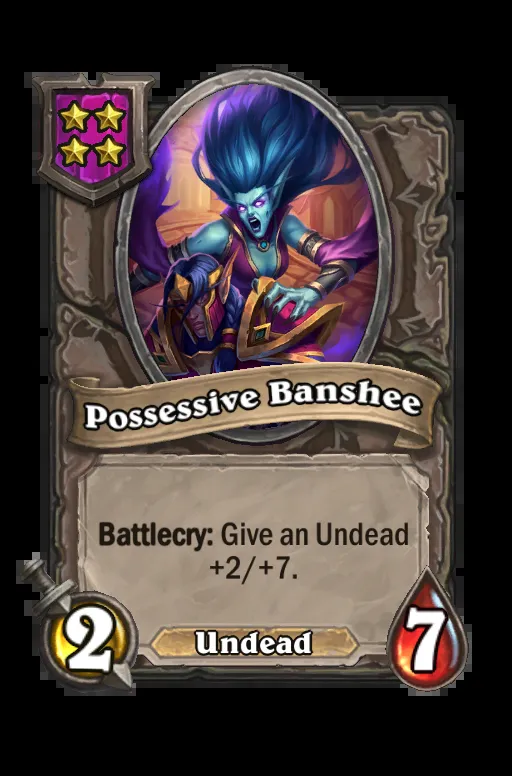 Possessive Banshee
Battlecry: Give an Undead
+2/+7.
2
Undead
7